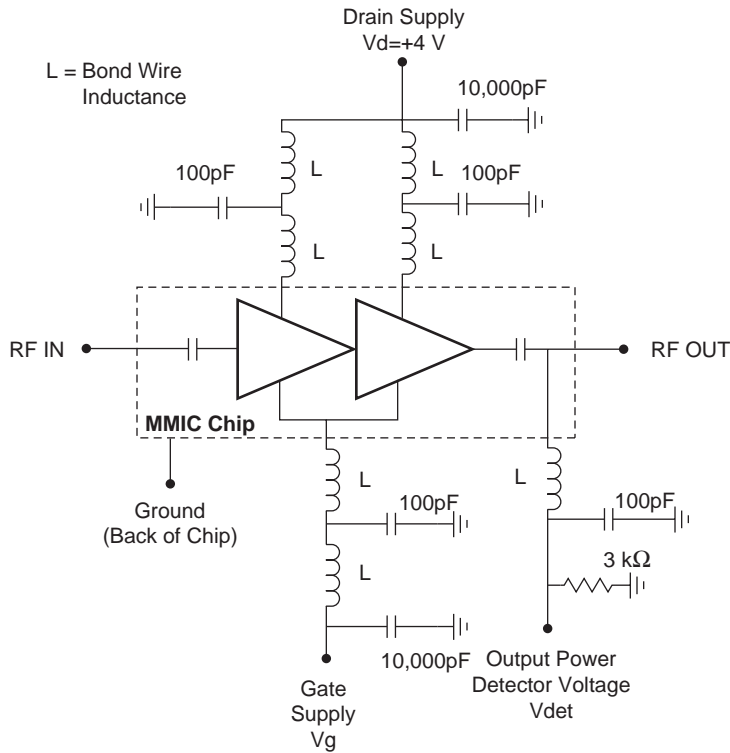 Drain Supply
Vd=+4 V
L = Bond Wire
Inductance
10,000pF
100pF
L
L
100pF
L
L
RF IN
RF OUT
MMIC Chip
L
100pF
L
100pF
Ground
(Back of Chip)
L
3 kΩ
10,000pF
Output Power
Detector Voltage
Vdet
Gate
Supply
Vg